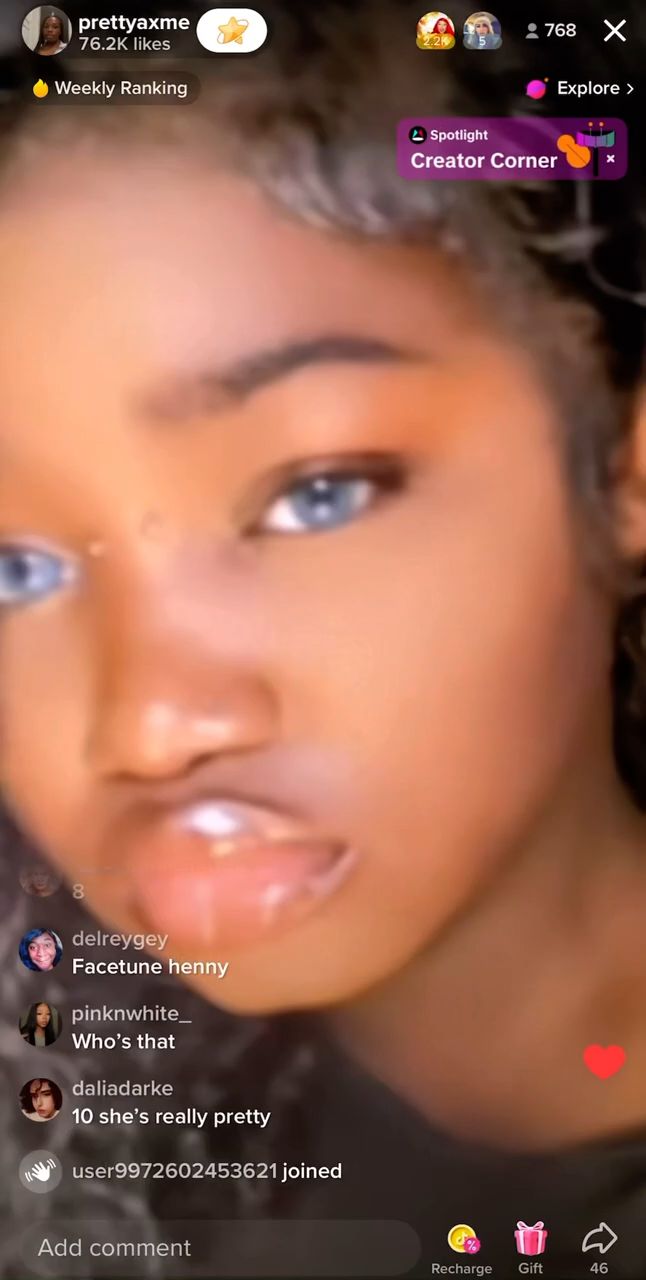 prettyaxme
76.2K likes
2.2K
5
768
Weekly Ranking
Explore >
Spotlight
Creator Corner
8
delreygey
Facetune henny
pinknwhite_
Who’s that
daliadarke
10 she’s really pretty
user9972602453621 joined
Add comment
Recharge
Gift
46